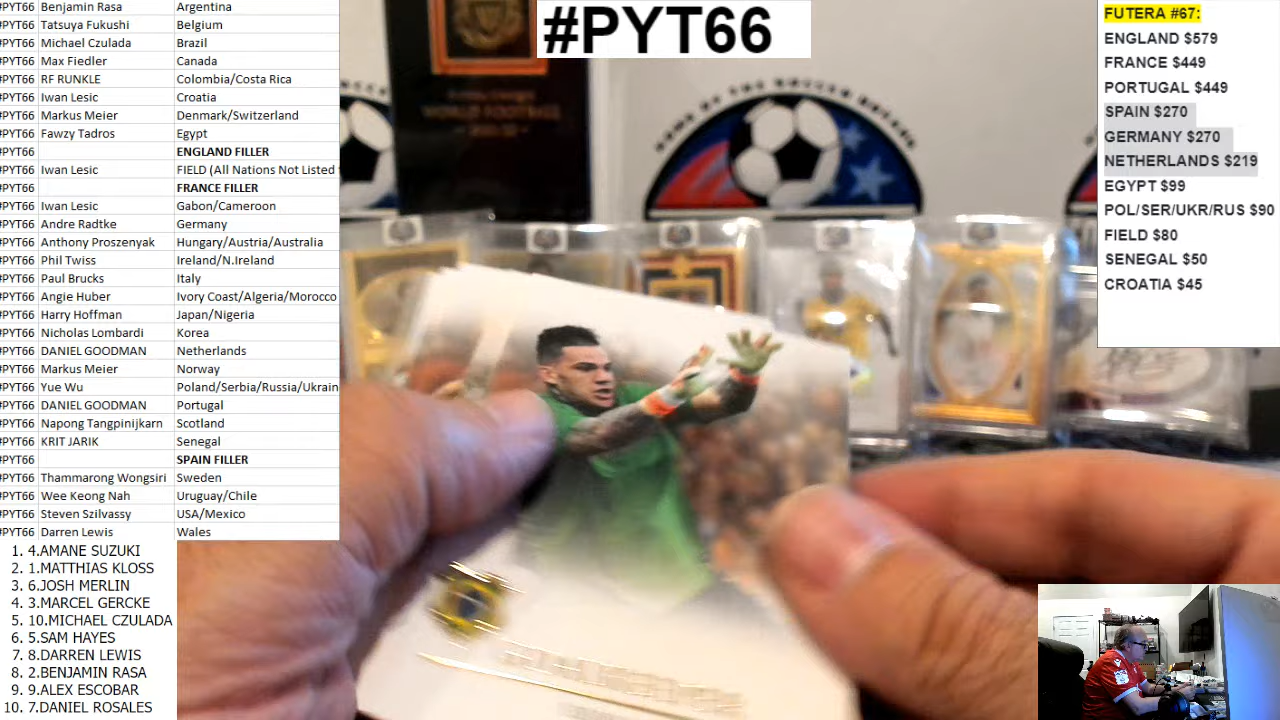 #PYT66 Benjamin Rasa Argentina
#PYT66 Tatsuya Fukushi Belgium
#PYT66 Michael Czulada Brazil
#PYT66 Max Fiedler Canada
#PYT66 RF RUNKLE Colombia/Costa Rica
#PYT66 Iwan Lesic Croatia
#PYT66 Markus Meier Denmark/Switzerland
#PYT66 Fawzy Tadros Egypt
#PYT66 ENGLAND FILLER
#PYT66 Iwan Lesic FIELD (All Nations Not Listed
#PYT66 FRANCE FILLER
#PYT66 Iwan Lesic Gabon/Cameroon
#PYT66 Andre Radtke Germany
#PYT66 Anthony Proszenyak Hungary/Austria/Australia
#PYT66 Phil Twiss Ireland/N.Ireland
#PYT66 Paul Brucks Italy
#PYT66 Angie Huber Ivory Coast/Algeria/Morocco
#PYT66 Harry Hoffman Japan/Nigeria
#PYT66 Nicholas Lombardi Korea
#PYT66 DANIEL GOODMAN Netherlands
#PYT66 Markus Meier Norway
#PYT66 Yue Wu Poland/Serbia/Russia/Ukrain
#PYT66 DANIEL GOODMAN Portugal
#PYT66 Napong Tangpinijkarn Scotland
#PYT66 KRIT JARIK Senegal
#PYT66 SPAIN FILLER
#PYT66 Thammarong Wongsiri Sweden
#PYT66 Wee Keong Nah Uruguay/Chile
#PYT66 Steven Szilvassy USA/Mexico
#PYT66 Darren Lewis Wales
1. 4.AMANE SUZUKI
2. 1.MATTHIAS KLOSS
3. 6.JOSH MERLIN
4. 3.MARCEL GERCKE
5. 10.MICHAEL CZULADA
6. 5.SAM HAYES
7. 8.DARREN LEWIS
8. 2.BENJAMIN RASA
9. 9.ALEX ESCOBAR
10. 7.DANIEL ROSALES
#PYT66
WORLD FOOTBALL
HOME OF THE SOCCER
FUTERA #67:
ENGLAND $579
FRANCE $449
PORTUGAL $449
SPAIN $270
GERMANY $270
NETHERLANDS $219
EGYPT $99
POL/SER/UKR/RUS $90
FIELD $80
SENEGAL $50
CROATIA $45